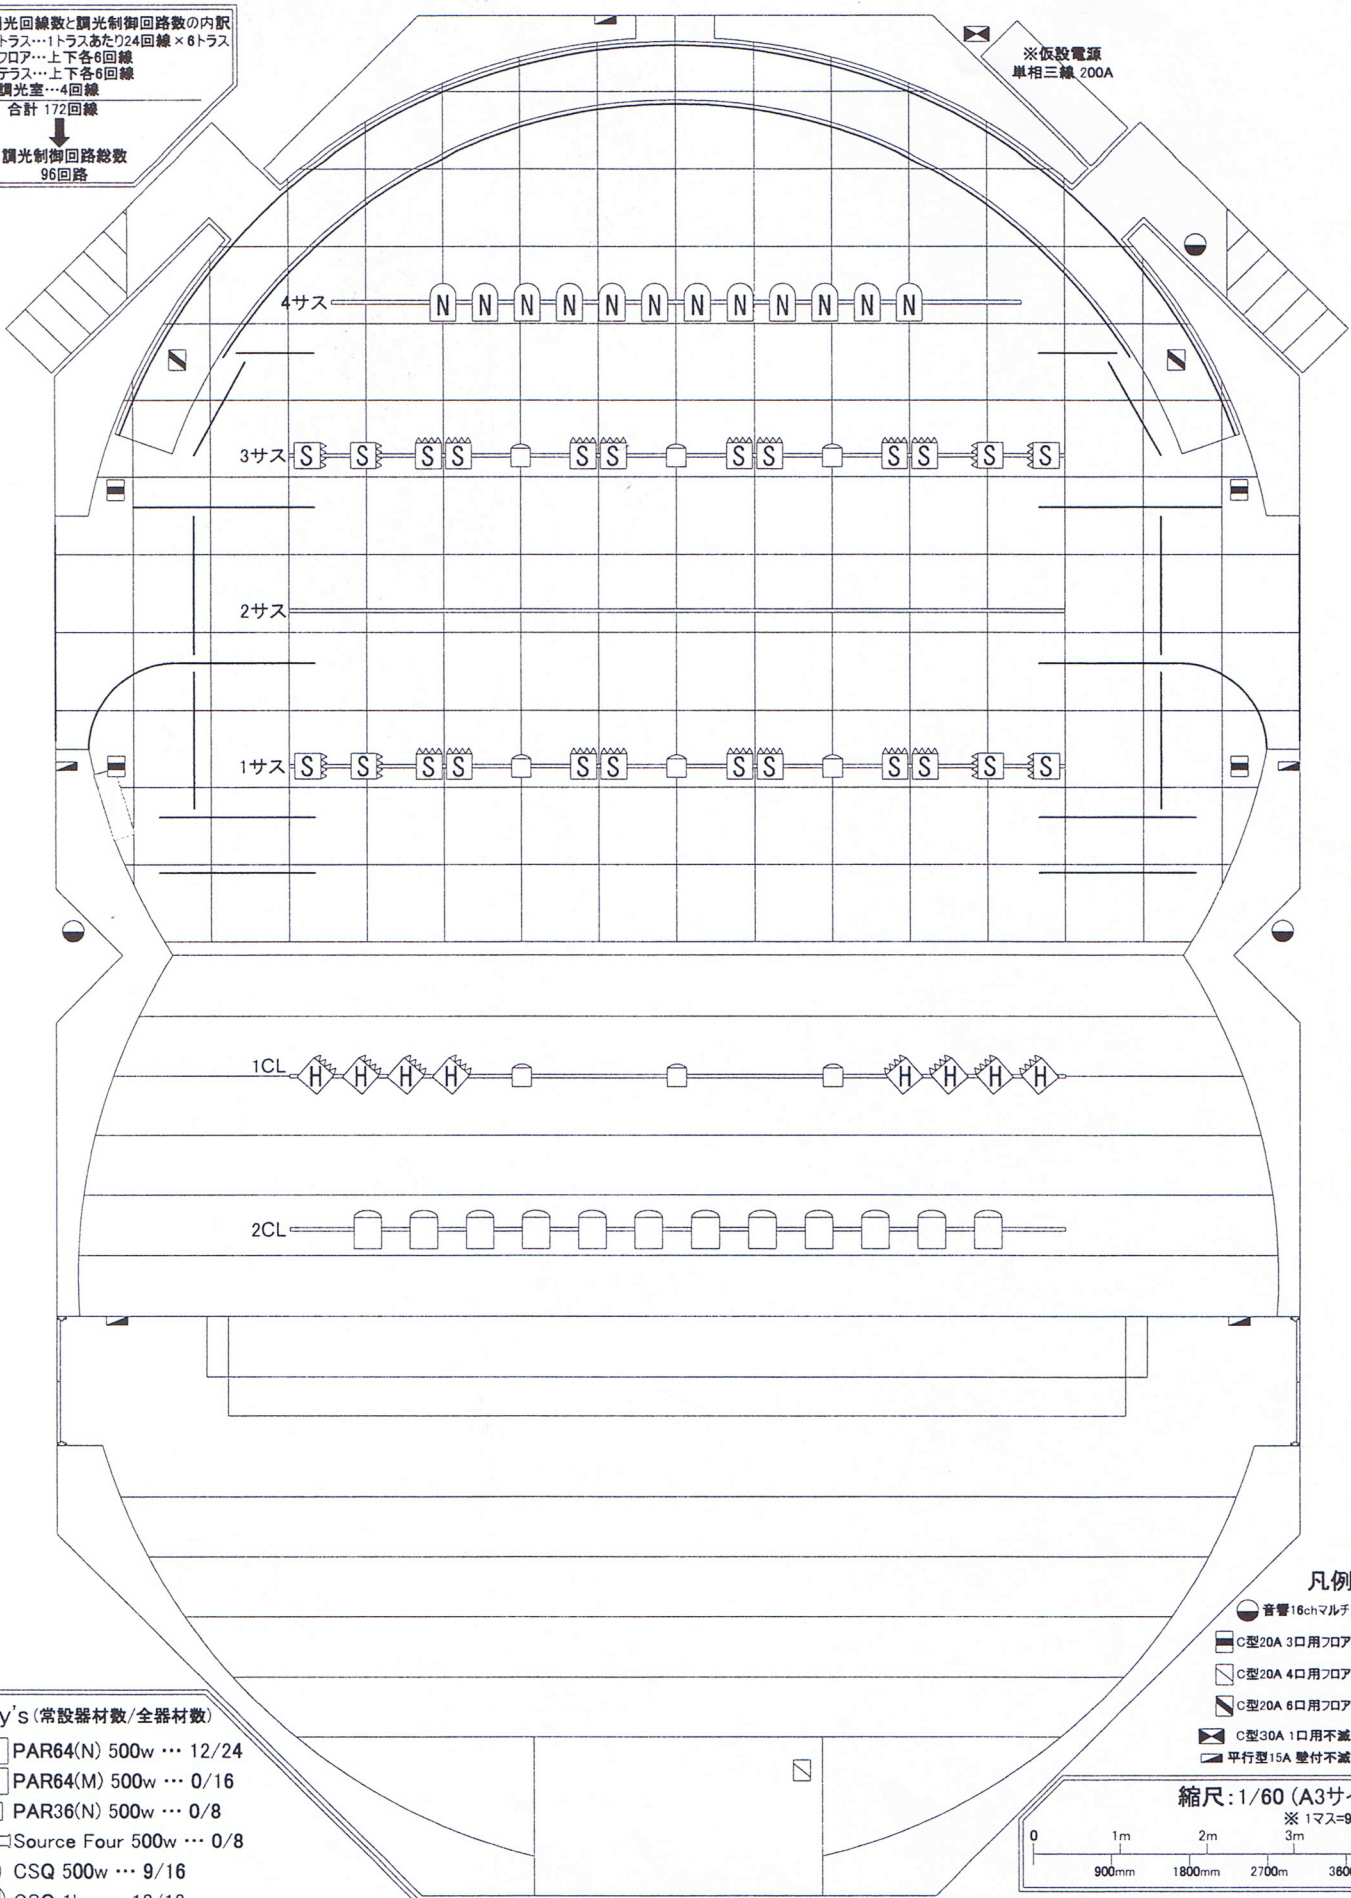 光回線数と調光制御回路数の内訳
トラス…1トラスあたり24回線×6トラス
フロア…上下各6回線
テラス…上下各6回線
調光室…4回線
合計 172回線
調光制御回路総数
96回路
※仮設電源
単相三線 200A
4サス
N N N N N N N N N N N N
3サス
S S S S S S S S S S S S
2サス
1サス
S S S S S S S S S S S S
1CL
H H H H H H H H
2CL
凡例
音響16chマルチ
C型20A 3口用フロア
C型20A 4口用フロア
C型20A 6口用フロア
C型30A 1口用不滅
平行型15A 壁付不滅
y's(常設器材数/全器材数)
PAR64(N) 500w … 12/24
PAR64(M) 500w … 0/16
PAR36(N) 500w … 0/8
Source Four 500w … 0/8
CSQ 500w … 9/16
縮尺:1/60 (A3サイ
※ 1マス=9
0 1m 2m 3m
900mm 1800mm 2700m 360